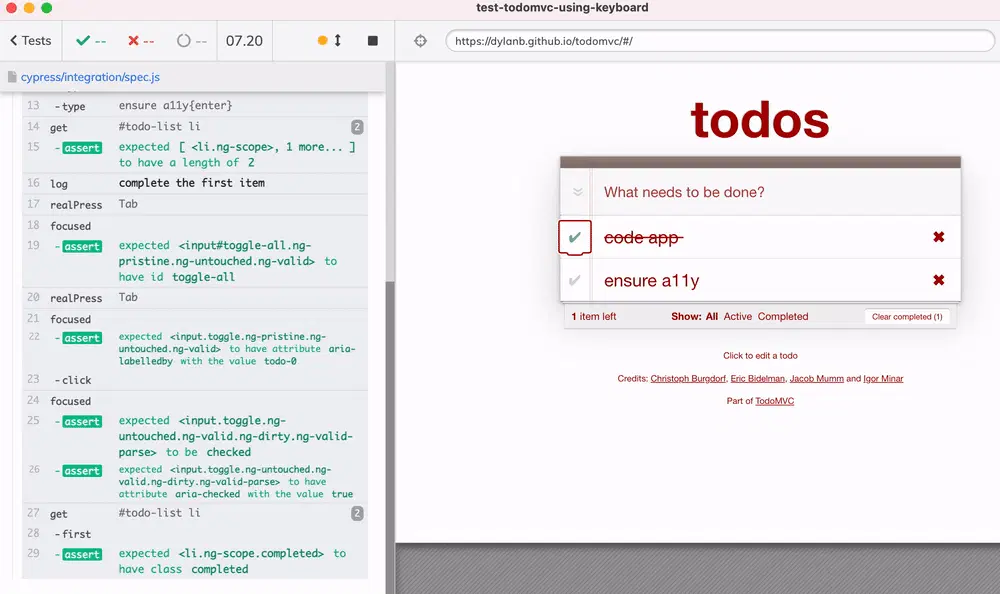 test-todomvc-using-keyboard
Tests
--
--
--
07.20
https://dylanb.github.io/todomvc/#/
cypress/integration/spec.js
13 -type ensure a11y{enter}
14 get #todo-list li 2
15 -assert expected [ <li.ng-scope>, 1 more... ]
to have a length of 2
16 log complete the first item
17 realPress Tab
18 focused
19 -assert expected <input#toggle-all.ng-
pristine.ng-untouched.ng-valid> to
have id toggle-all
20 realPress Tab
21 focused
22 -assert expected <input.toggle.ng-pristine.ng-
untouched.ng-valid> to have attribute aria-
labelledby with the value todo-0
23 -click
24 focused
25 -assert expected <input.toggle.ng-
untouched.ng-valid.ng-dirty.ng-valid-
parse> to be checked
26 -assert expected <input.toggle.ng-untouched.ng-
valid.ng-dirty.ng-valid-parse> to have
attribute aria-checked with the value true
27 get #todo-list li 2
28 -first
29 -assert expected <li.ng-scope.completed> to
have class completed
todos
What needs to be done?
code app
ensure a11y
1 item left Show: All Active Completed Clear completed (1)
Click to edit a todo
Credits: Christoph Burgdorf, Eric Bidelman, Jacob Mumm and Igor Minar
Part of TodoMVC